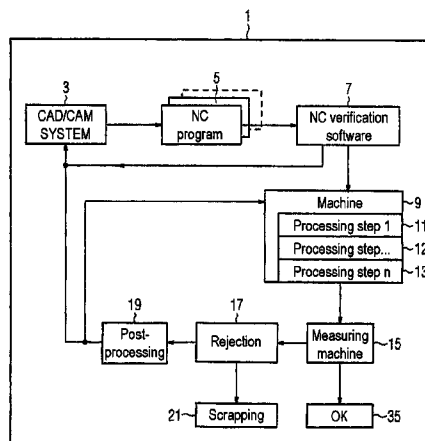 1
3
5
7
CAD/CAM
SYSTEM
NC
program
NC verification
software
Machine
9
Processing step 1
11
Processing step...
12
Processing step n
13
19
17
Post-
processing
Rejection
Measuring
machine
15
21
Scrapping
OK
35